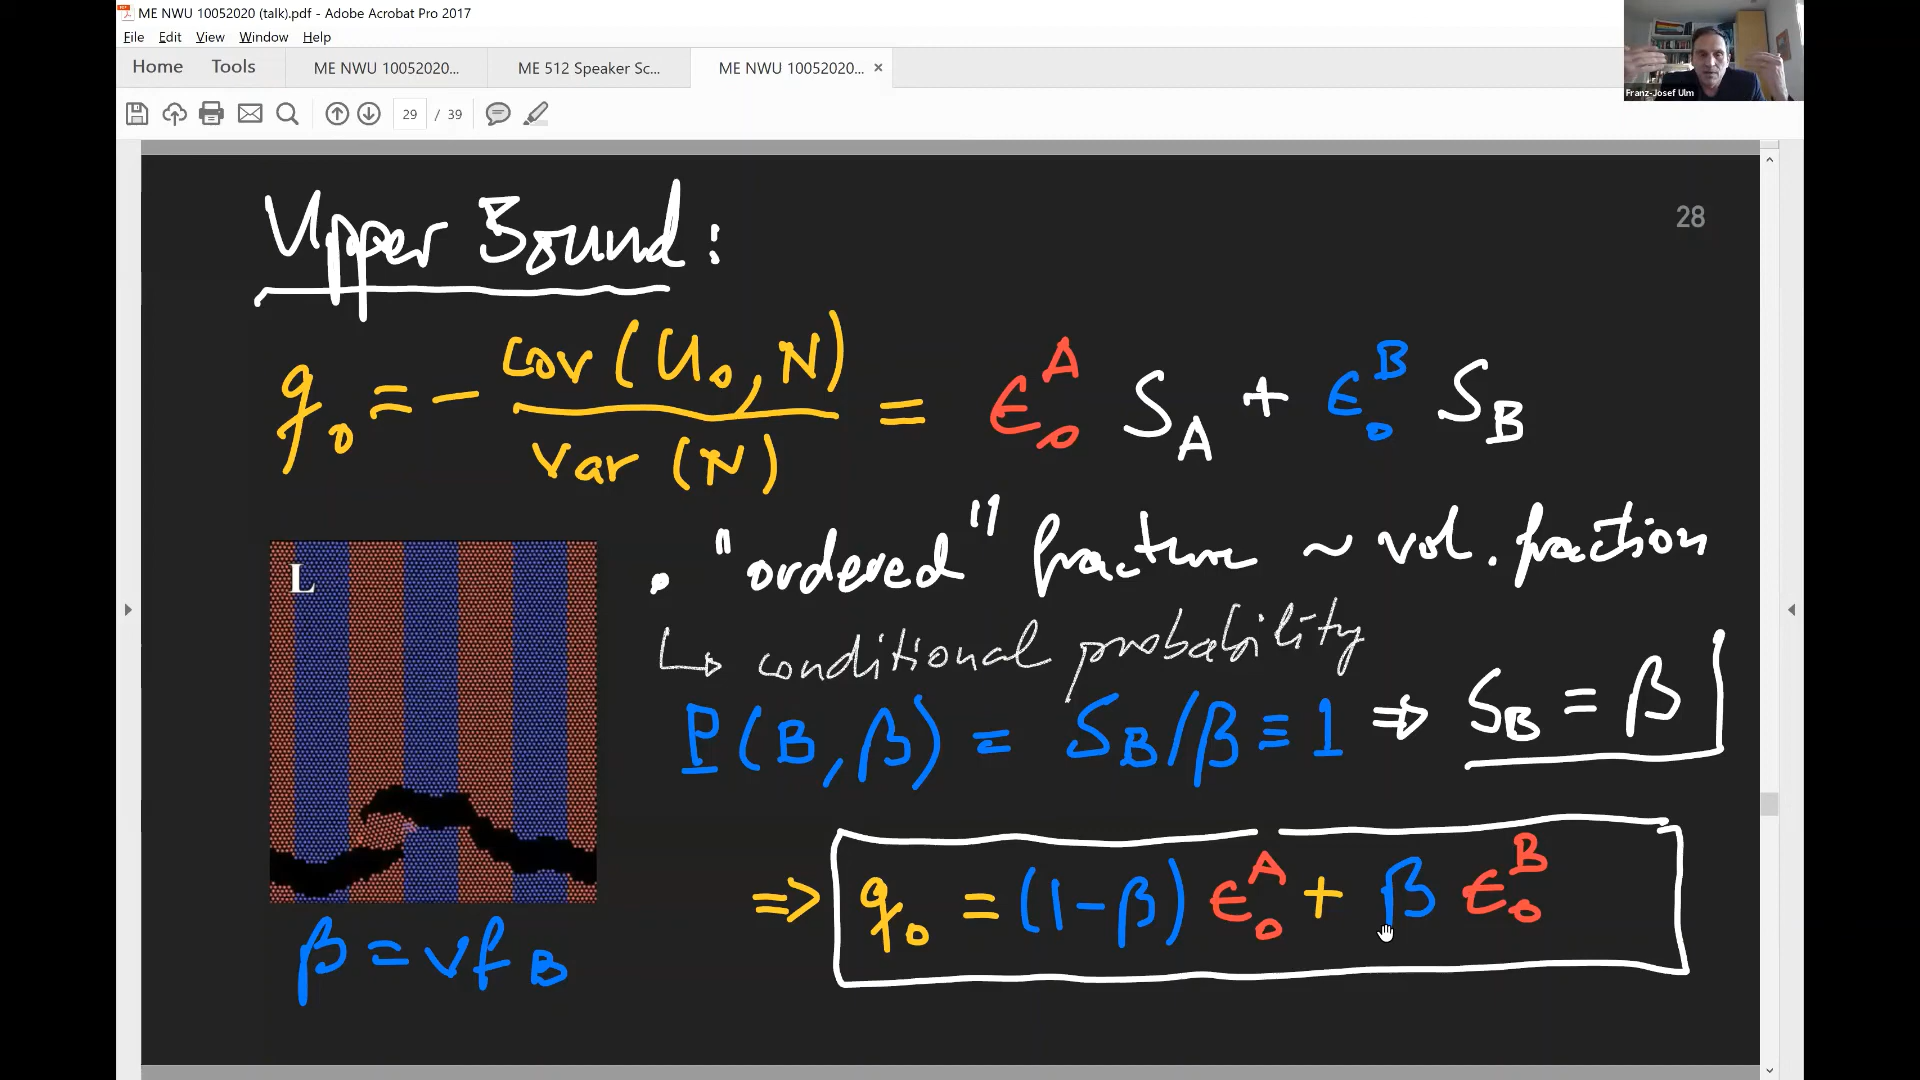 ME NWU 10052020 (talk).pdf - Adobe Acrobat Pro 2017
File Edit View Window Help
Home Tools ME NWU 10052020... ME 512 Speaker Sc... ME NWU 10052020... ×
29 / 39
Franz-Josef Ulm
28
Upper Bound:
q₀ = - cov(U₀, N) / var(N) = ϵ₀ᴬ S_A + ϵ₀ᴮ S_B
• "ordered" fracture ~ vol. fraction
↳ conditional probability
P(B, β) = S_B/β ≡ 1 ⇒ S_B = β
⇒ q₀ = (1-β) ϵ₀ᴬ + β ϵ₀ᴮ
L
β = vf_B